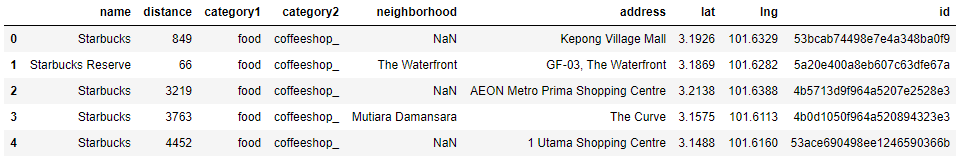 name distance category1 category2 neighborhood address lat lng id
0 Starbucks 849 food coffeeshop_ NaN Kepong Village Mall 3.1926 101.6329 53bcab74498e7e4a348ba0f9
1 Starbucks Reserve 66 food coffeeshop_ The Waterfront GF-03, The Waterfront 3.1869 101.6282 5a20e400a8eb607c63dfe67a
2 Starbucks 3219 food coffeeshop_ NaN AEON Metro Prima Shopping Centre 3.2138 101.6388 4b5713d9f964a5207e2528e3
3 Starbucks 3763 food coffeeshop_ Mutiara Damansara The Curve 3.1575 101.6113 4b0d1050f964a520894323e3
4 Starbucks 4452 food coffeeshop_ NaN 1 Utama Shopping Centre 3.1488 101.6160 53ace690498ee1246590366b